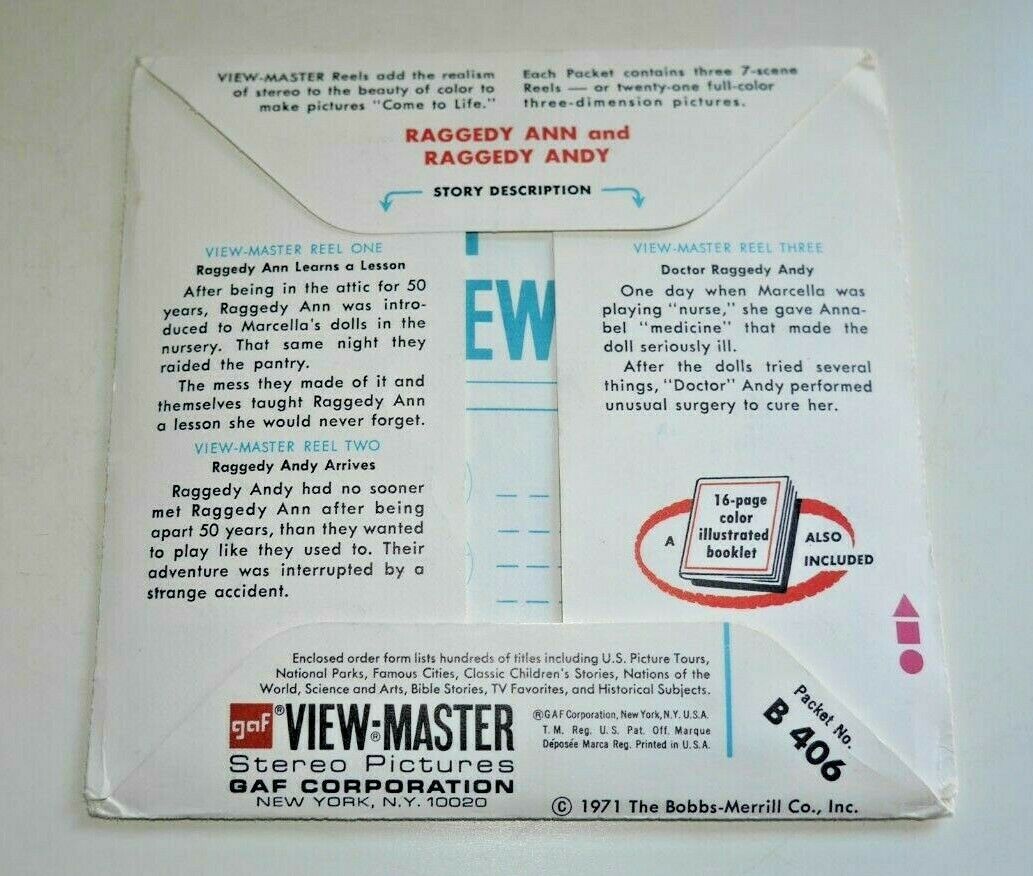 VIEW-MASTER Reels add the realism
of stereo to the beauty of color to
make pictures "Come to Life."
Each Packet contains three 7-scene
Reels — or twenty-one full-color
three-dimension pictures.
RAGGEDY ANN and
RAGGEDY ANDY
STORY DESCRIPTION
VIEW-MASTER REEL ONE
Raggedy Ann Learns a Lesson
After being in the attic for 50
years, Raggedy Ann was intro-
duced to Marcella's dolls in the
nursery. That same night they
raided the pantry.
The mess they made of it and
themselves taught Raggedy Ann
a lesson she would never forget.
VIEW-MASTER REEL TWO
Raggedy Andy Arrives
Raggedy Andy had no sooner
met Raggedy Ann after being
apart 50 years, than they wanted
to play like they used to. Their
adventure was interrupted by a
strange accident.
EW
VIEW-MASTER REEL THREE
Doctor Raggedy Andy
One day when Marcella was
playing "nurse," she gave Anna-
bel "medicine" that made the
doll seriously ill.
After the dolls tried several
things, "Doctor" Andy performed
unusual surgery to cure her.
A
16-page
color
illustrated
booklet
ALSO
INCLUDED
Enclosed order form lists hundreds of titles including U.S. Picture Tours,
National Parks, Famous Cities, Classic Children's Stories, Nations of the
World, Science and Arts, Bible Stories, TV Favorites, and Historical Subjects.
gaf® VIEW-MASTER®
Stereo Pictures
GAF CORPORATION
NEW YORK, N.Y. 10020
®GAF Corporation, New York, N.Y. U.S.A.
T. M. Reg. U. S. Pat. Off. Marque
Déposée Marca Reg. Printed in U.S.A.
Packet No.
B 406
© 1971 The Bobbs-Merrill Co., Inc.